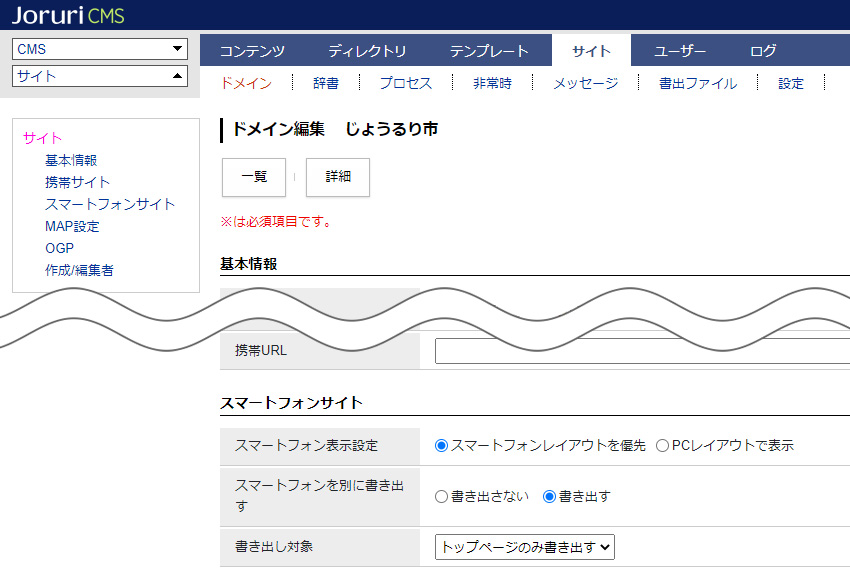 Joruri CMS
CMS
サイト
コンテンツ ディレクトリ テンプレート サイト ユーザー ログ
ドメイン 辞書 プロセス 非常時 メッセージ 書出ファイル 設定
サイト
基本情報
携帯サイト
スマートフォンサイト
MAP設定
OGP
作成/編集者
ドメイン編集 じょうるり市
一覧 詳細
※は必須項目です。
基本情報
携帯URL
スマートフォンサイト
スマートフォン表示設定 スマートフォンレイアウトを優先 PCレイアウトで表示
スマートフォンを別に書き出
す
書き出さない 書き出す
書き出し対象 トップページのみ書き出す